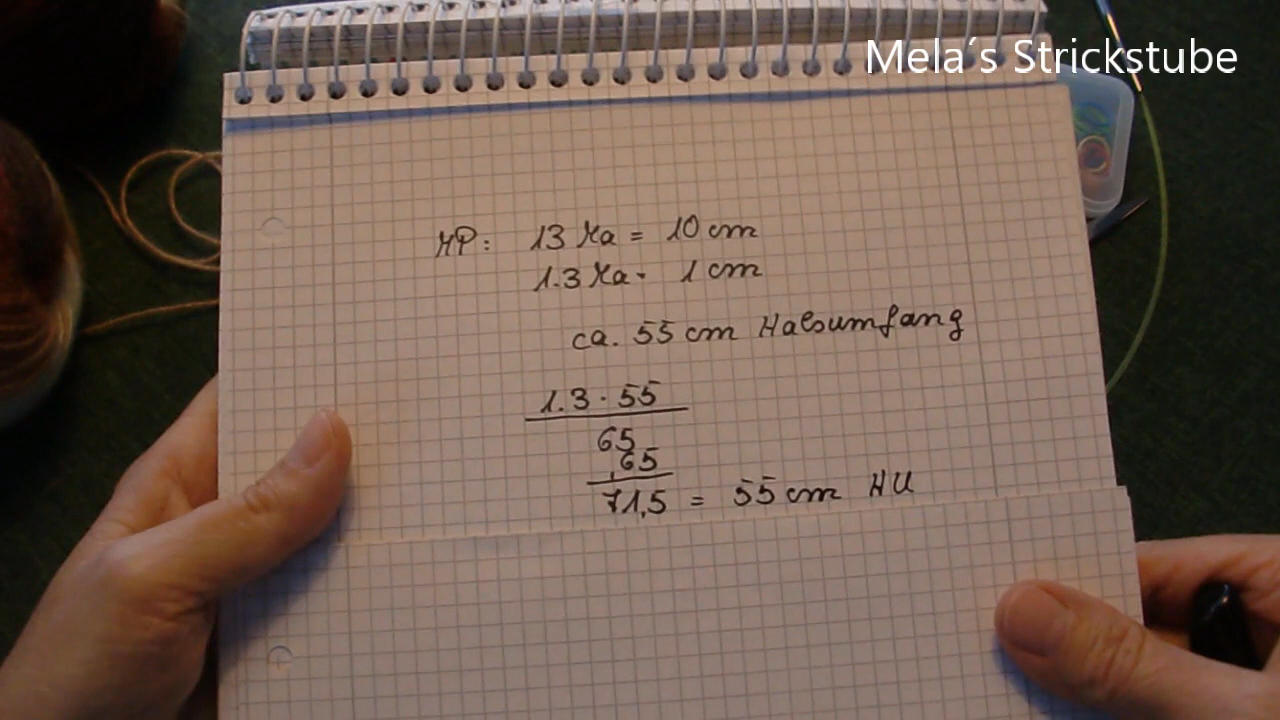 Mela´s Strickstube
MP: 13 Ma = 10 cm
1.3 Ma = 1 cm
ca. 55 cm Halsumfang
1.3 · 55
65
.65
71,5 = 55 cm HU